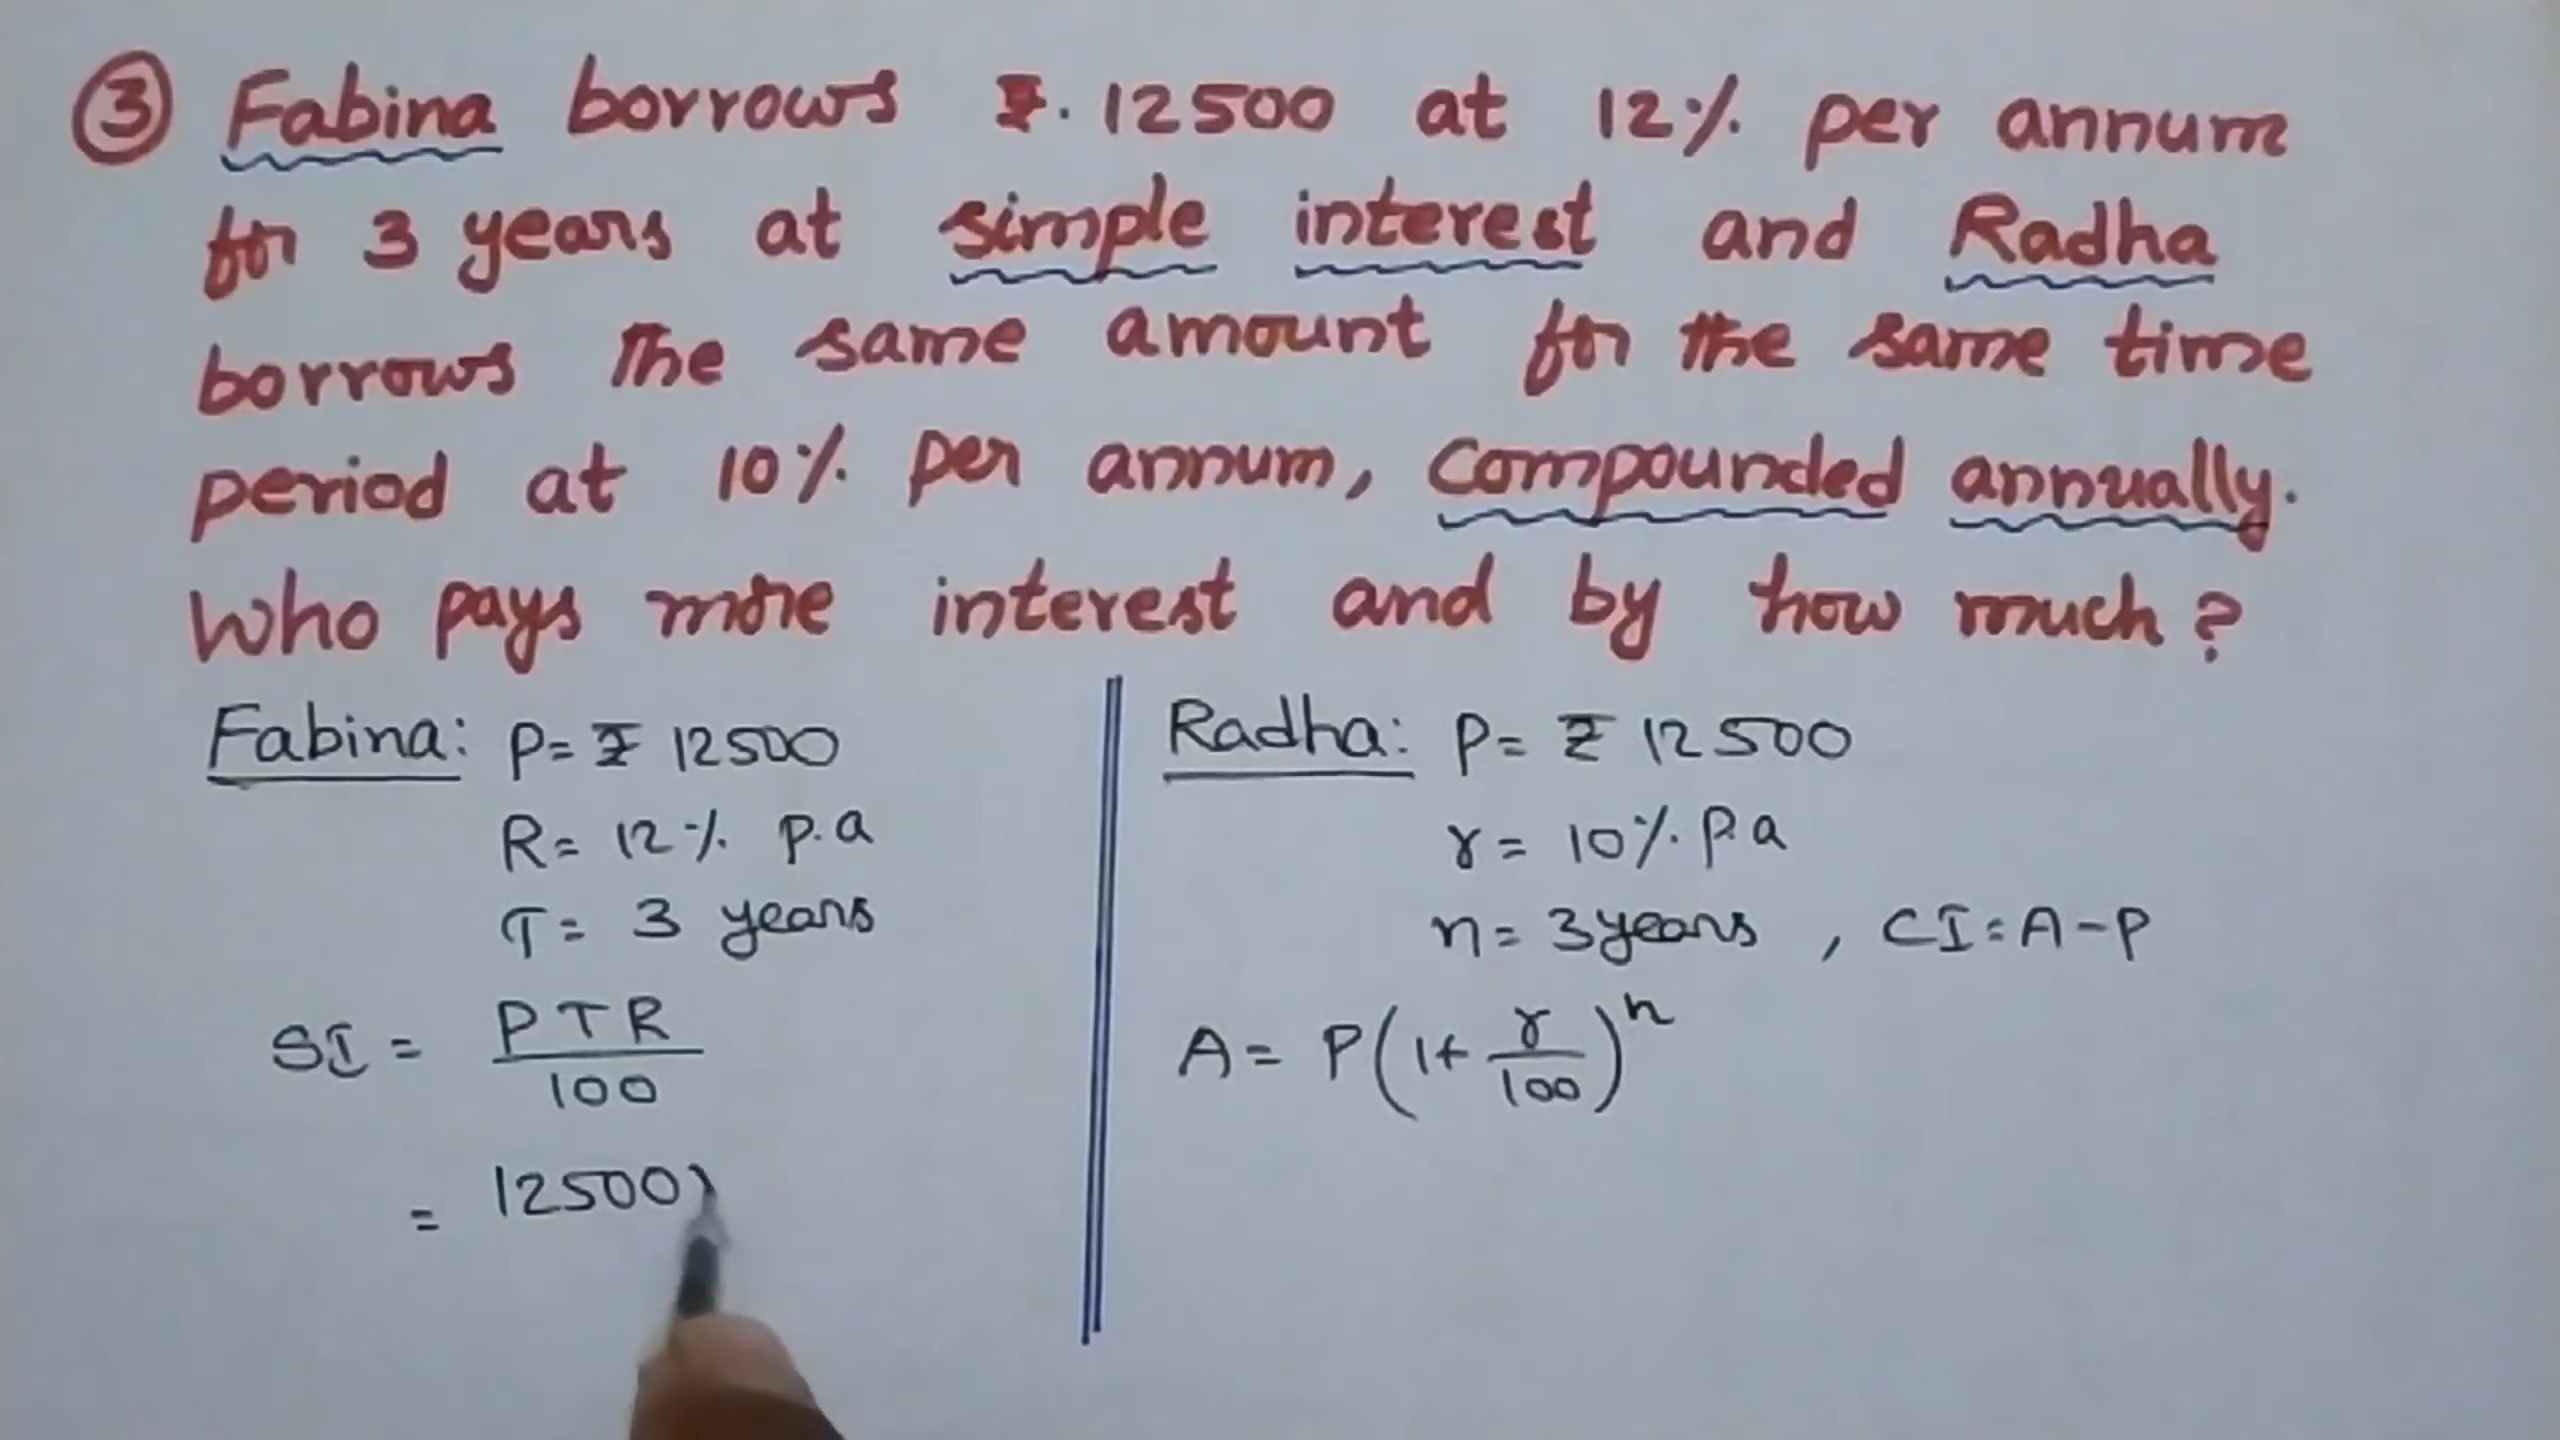 ③ Fabina borrows ₹. 12500 at 12% per annum
for 3 years at simple interest and Radha
borrows the same amount for the same time
period at 10% per annum, compounded annually.
Who pays more interest and by how much?
Fabina: P= ₹ 12500
R= 12% p.a
T= 3 years
SI = PTR/100
= 12500
Radha: P= ₹ 12500
r= 10% p.a
n= 3years , CI=A-P
A= P(1+ r/100)^n